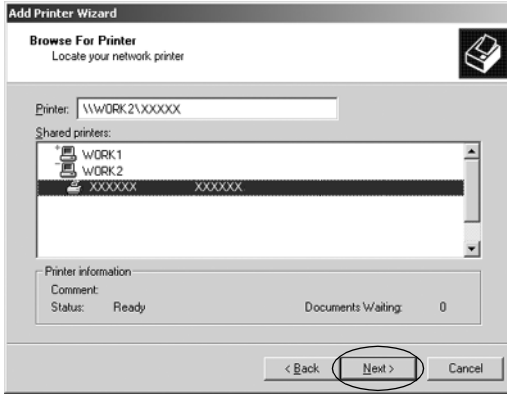 Add Printer Wizard
Browse For Printer
Locate your network printer
Printer: \\WORK2\XXXXX
Shared printers:
WORK1
WORK2
XXXXXX XXXXXX
Printer information
Comment:
Status: Ready Documents Waiting: 0
< Back Next > Cancel